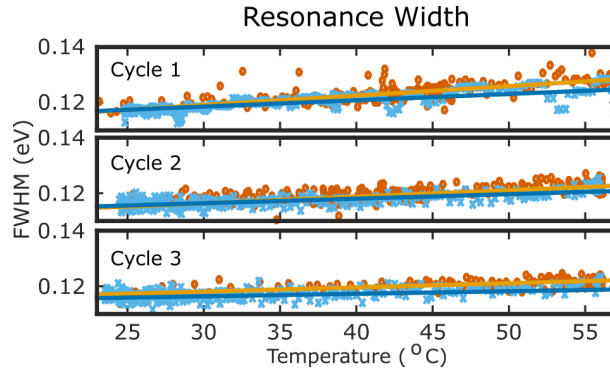 Resonance Width
0.14
Cycle 1
0.12
0.14
Cycle 2
0.12
0.14
Cycle 3
0.12
FWHM (eV)
25 30 35 40 45 50 55
Temperature (°C)